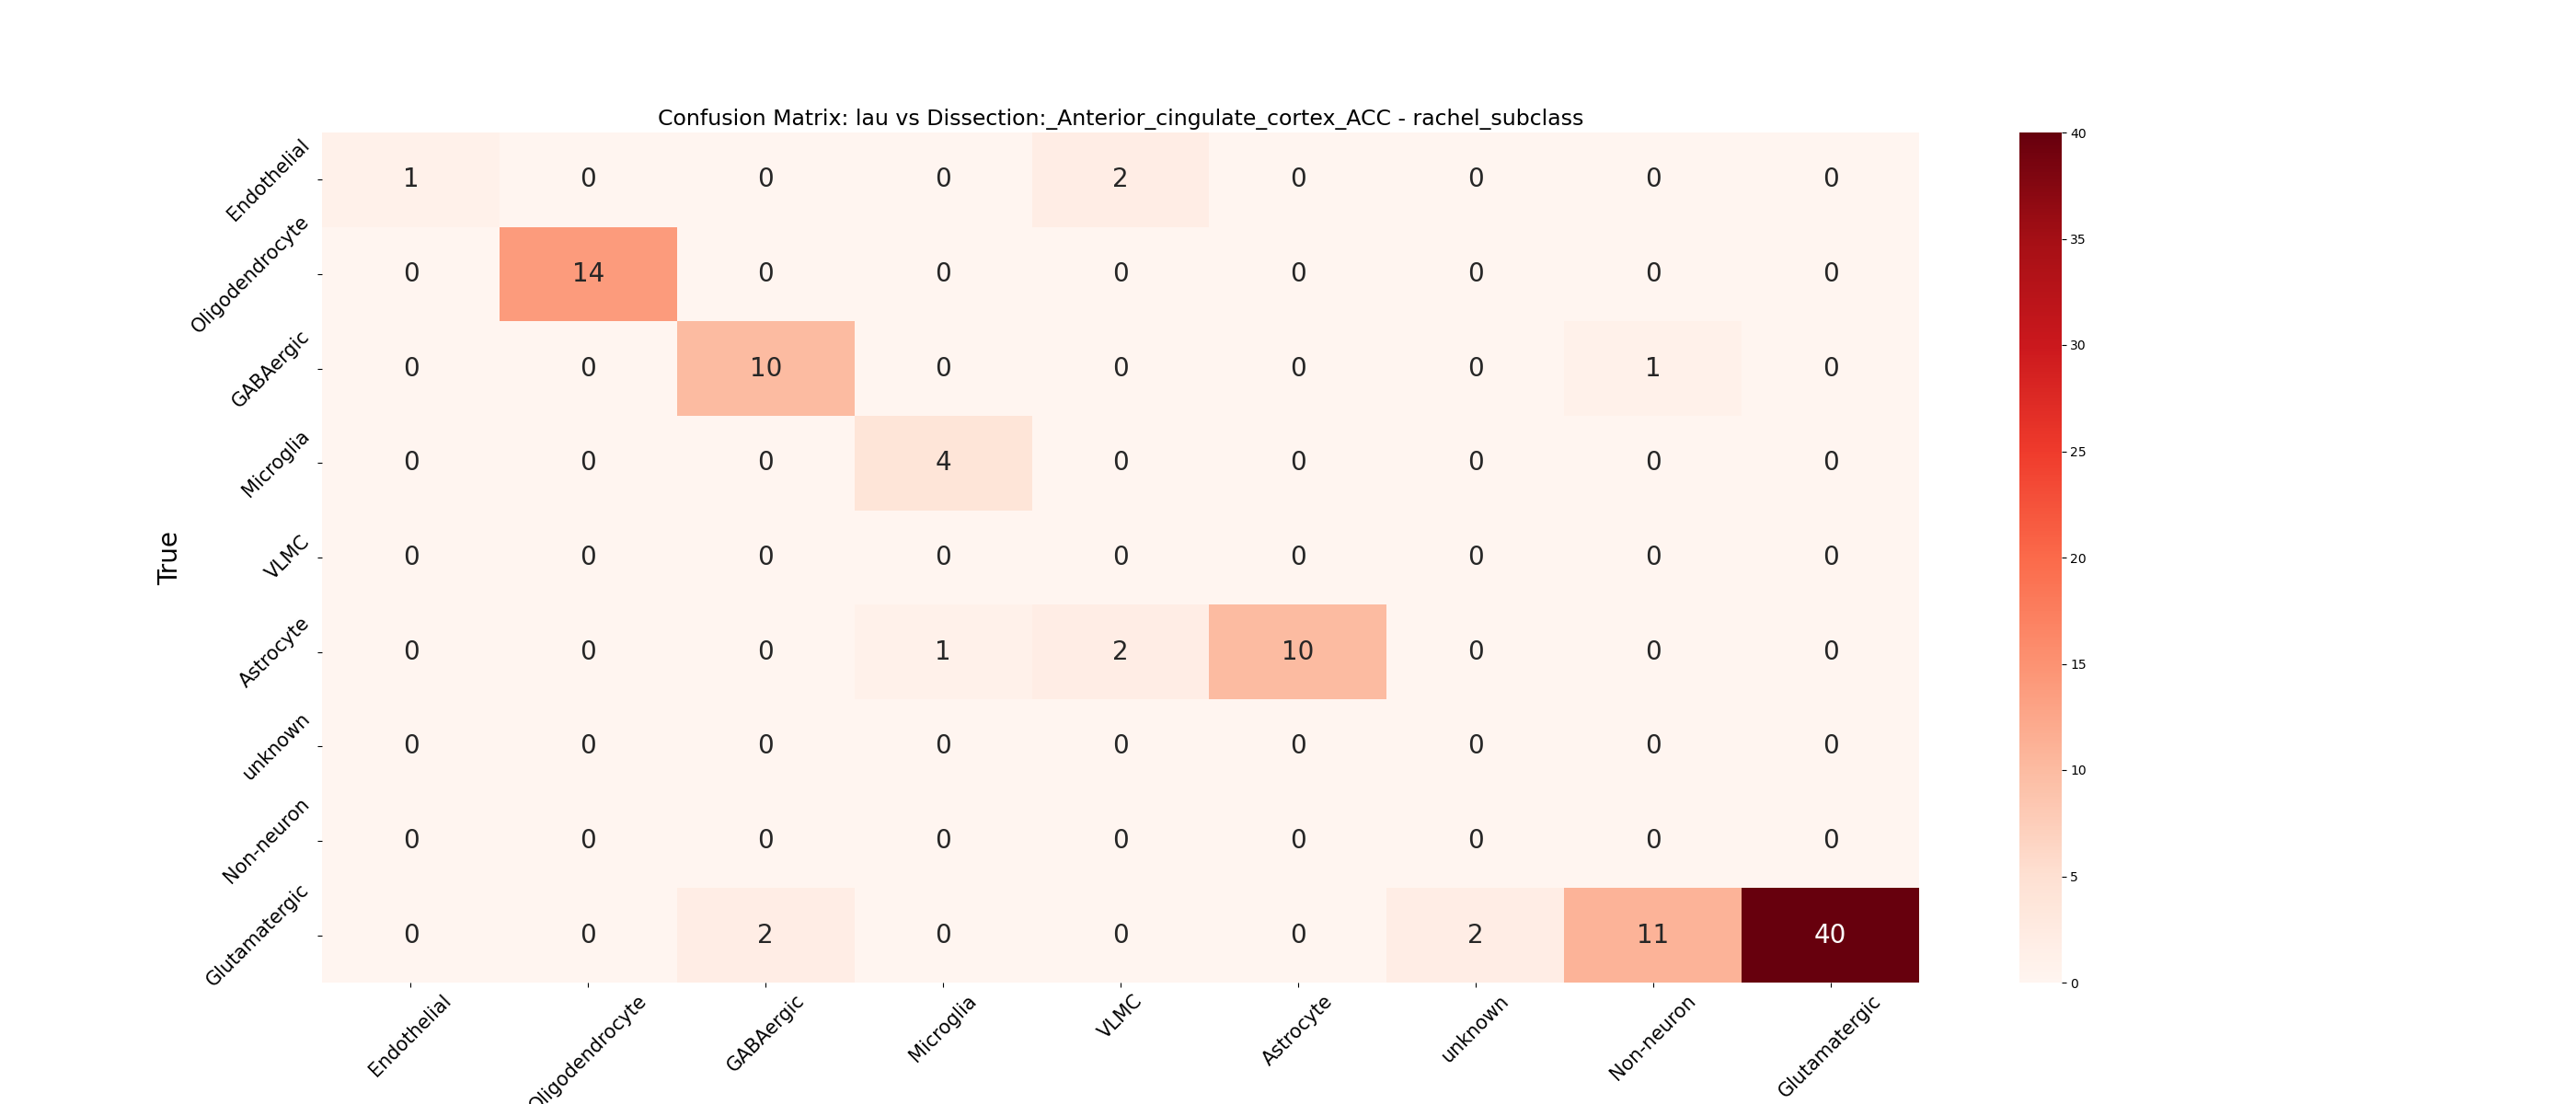 Confusion Matrix: lau vs Dissection:_Anterior_cingulate_cortex_ACC - rachel_subclass
Endothelial 1 0 0 0 2 0 0 0 0
Oligodendrocyte 0 14 0 0 0 0 0 0 0
GABAergic 0 0 10 0 0 0 0 1 0
Microglia 0 0 0 4 0 0 0 0 0
VLMC 0 0 0 0 0 0 0 0 0
Astrocyte 0 0 0 1 2 10 0 0 0
unknown 0 0 0 0 0 0 0 0 0
Non-neuron 0 0 0 0 0 0 0 0 0
Glutamatergic 0 0 2 0 0 0 2 11 40
True
Endothelial Oligodendrocyte GABAergic Microglia VLMC Astrocyte unknown Non-neuron Glutamatergic
40
35
30
25
20
15
10
5
0